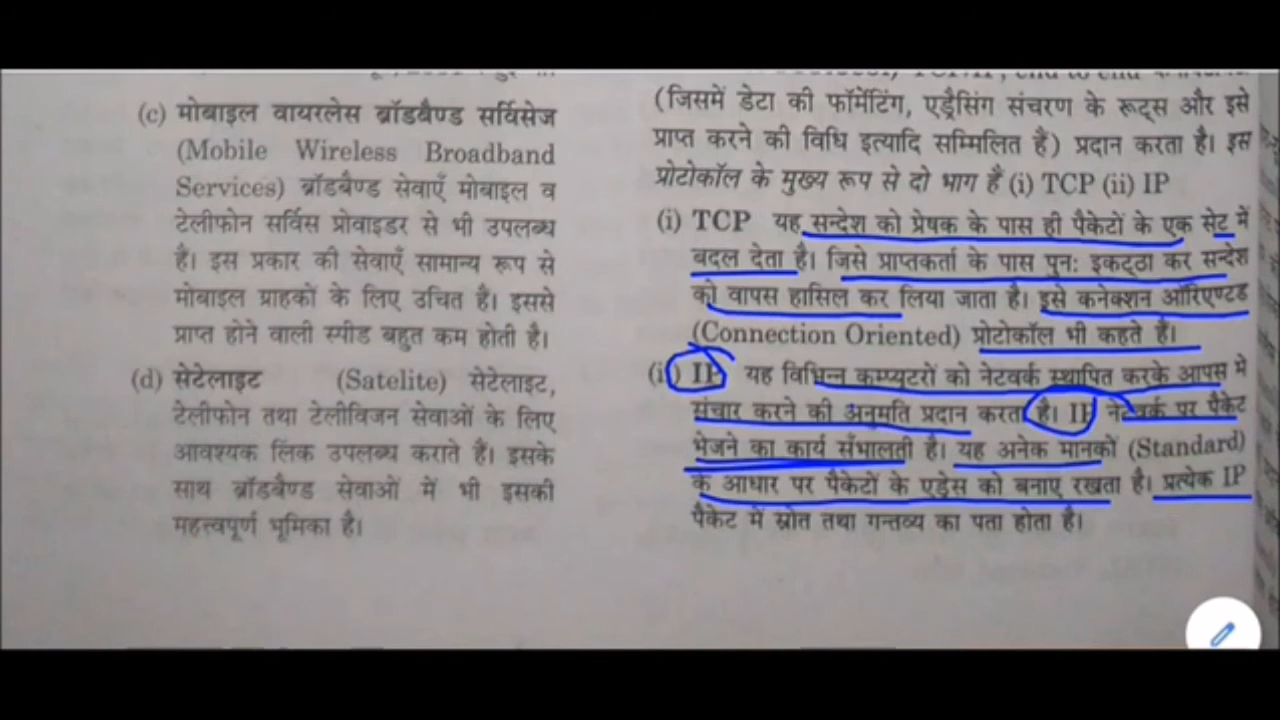 (c) मोबाइल वायरलेस ब्रॉडबैण्ड सर्विसेज
(Mobile Wireless Broadband
Services) ब्रॉडबैण्ड सेवाएँ मोबाइल व
टेलीफोन सर्विस प्रोवाइडर से भी उपलब्ध
हैं। इस प्रकार की सेवाएँ सामान्य रूप से
मोबाइल ग्राहकों के लिए उचित हैं। इससे
प्राप्त होने वाली स्पीड बहुत कम होती है।
(d) सेटेलाइट (Satelite) सेटेलाइट,
टेलीफोन तथा टेलीविजन सेवाओं के लिए
आवश्यक लिंक उपलब्ध कराते हैं। इसके
साथ ब्रॉडबैण्ड सेवाओं में भी इसकी
महत्त्वपूर्ण भूमिका है।
(जिसमें डेटा की फॉर्मेटिंग, एड्रैसिंग संचरण के रूट्स और इसे
प्राप्त करने की विधि इत्यादि सम्मिलित हैं) प्रदान करता है। इस
प्रोटोकॉल के मुख्य रूप से दो भाग हैं (i) TCP (ii) IP
(i) TCP यह सन्देश को प्रेषक के पास ही पैकेटों के एक सेट में
बदल देता है। जिसे प्राप्तकर्ता के पास पुनः इकट्ठा कर सन्देश
को वापस हासिल कर लिया जाता है। इसे कनेक्शन ऑरिएण्टड
(Connection Oriented) प्रोटोकॉल भी कहते हैं।
(ii) IP यह विभिन्न कम्प्यूटरों को नेटवर्क स्थापित करके आपस में
संचार करने की अनुमति प्रदान करता है। IP नेटवर्क पर पैकेट
भेजने का कार्य सँभालती है। यह अनेक मानकों (Standard)
के आधार पर पैकेटों के एड्रेस को बनाए रखता है। प्रत्येक IP
पैकेट में स्रोत तथा गन्तव्य का पता होता है।